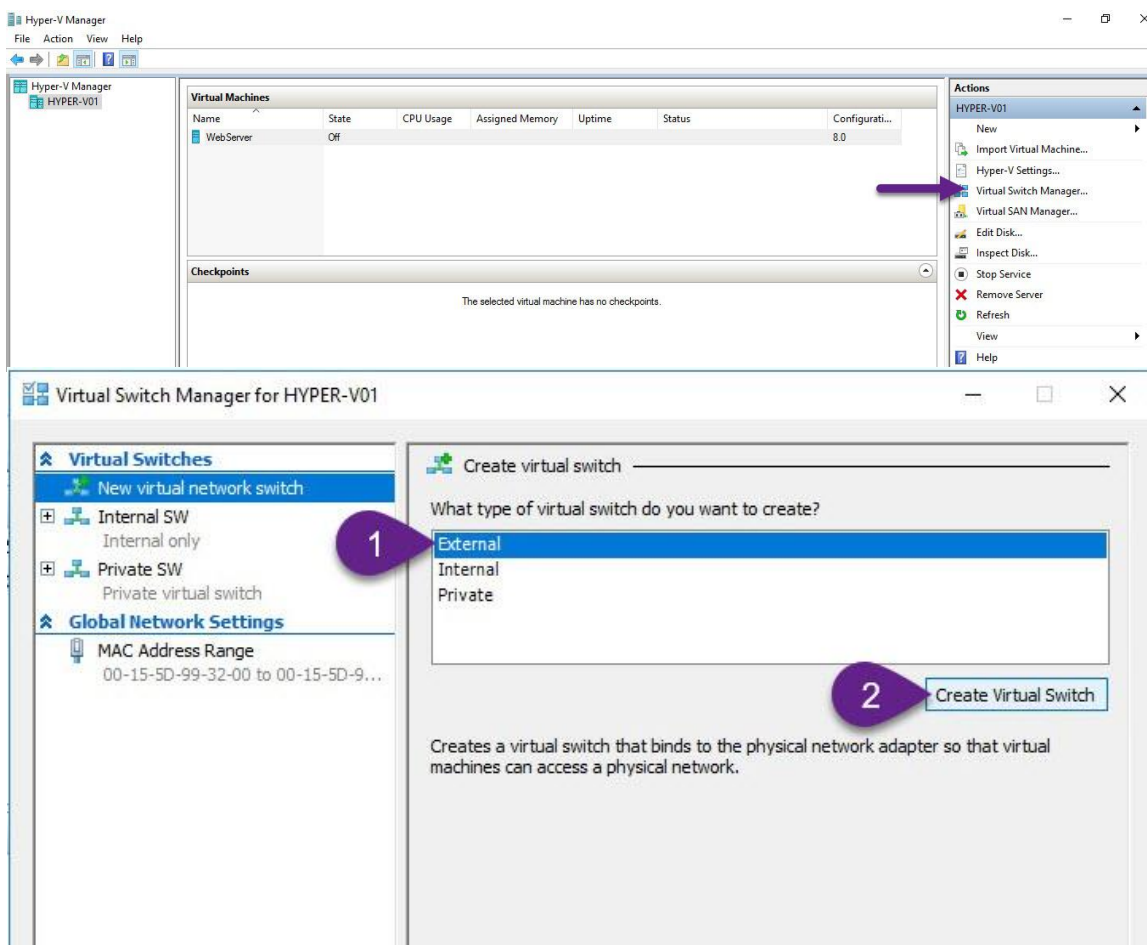 Hyper-V Manager
File Action View Help
Hyper-V Manager
HYPER-V01
Virtual Machines
Name State CPU Usage Assigned Memory Uptime Status Configurati...
WebServer Off 8.0
Checkpoints
The selected virtual machine has no checkpoints.
Actions
HYPER-V01
New
Import Virtual Machine...
Hyper-V Settings...
Virtual Switch Manager...
Virtual SAN Manager...
Edit Disk...
Inspect Disk...
Stop Service
Remove Server
Refresh
View
Help
Virtual Switch Manager for HYPER-V01
Virtual Switches
New virtual network switch
Internal SW
Internal only
Private SW
Private virtual switch
Global Network Settings
MAC Address Range
00-15-5D-99-32-00 to 00-15-5D-9...
Create virtual switch
What type of virtual switch do you want to create?
1
External
Internal
Private
2
Create Virtual Switch
Creates a virtual switch that binds to the physical network adapter so that virtual
machines can access a physical network.